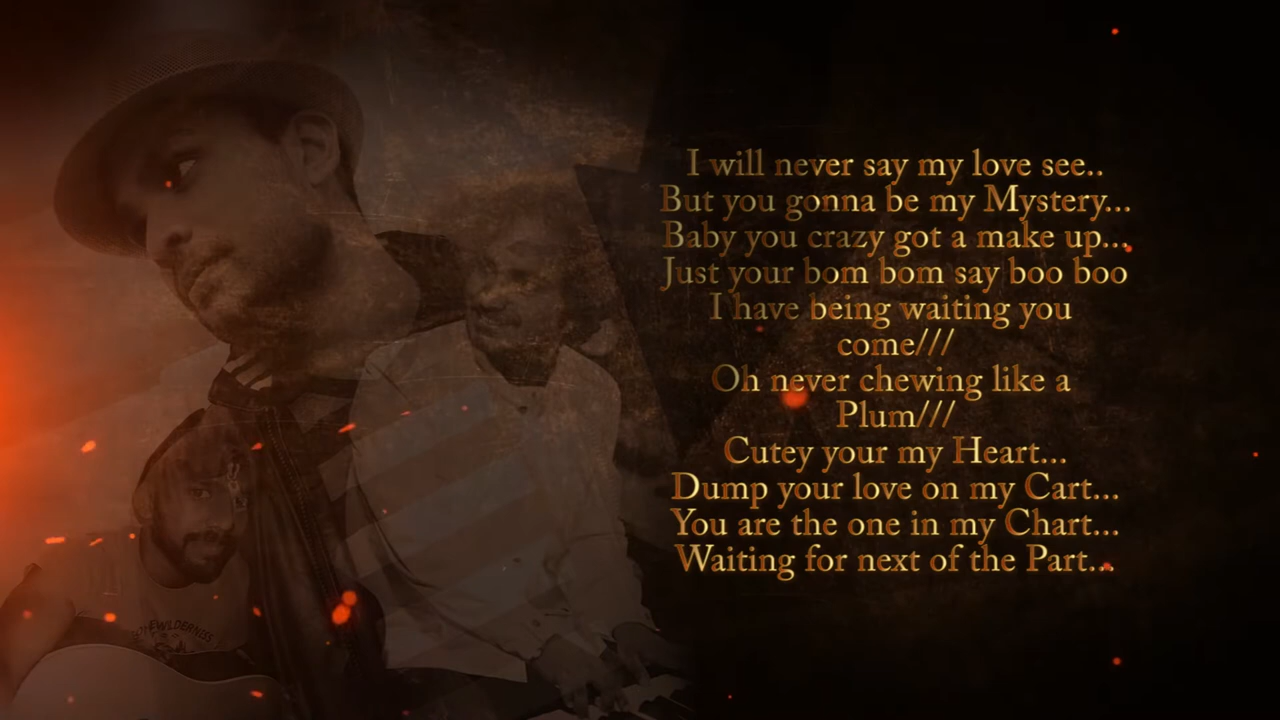 I will never say my love see..
But you gonna be my Mystery...
Baby you crazy got a make up...
Just your bom bom say boo boo
I have being waiting you
come///
Oh never chewing like a
Plum///
Cutey your my Heart...
Dump your love on my Cart...
You are the one in my Chart...
Waiting for next of the Part...
THEWILDERNESS